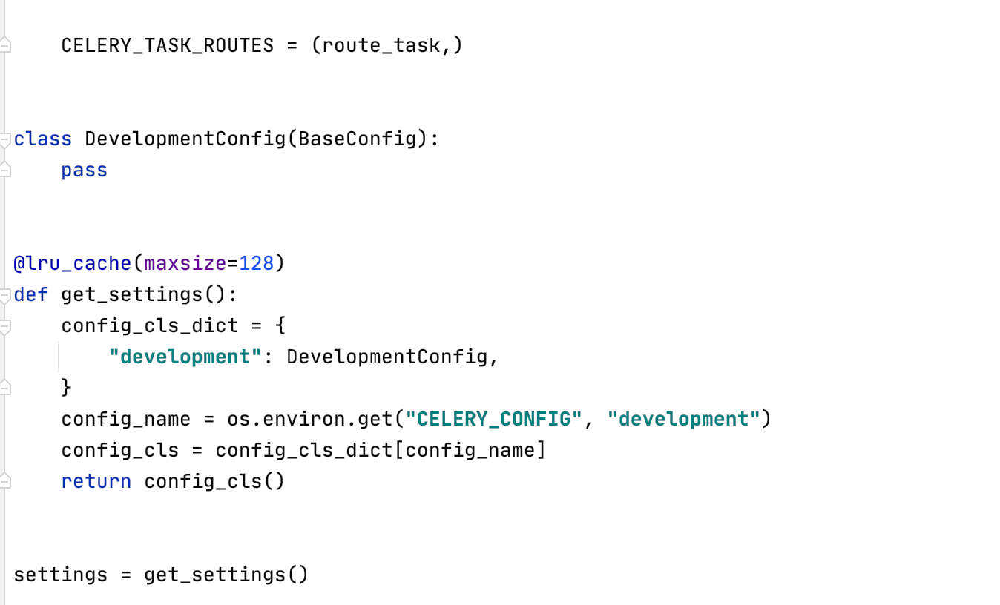 CELERY_TASK_ROUTES = (route_task,)
class DevelopmentConfig(BaseConfig):
    pass
@lru_cache(maxsize=128)
def get_settings():
    config_cls_dict = {
        "development": DevelopmentConfig,
    }
    config_name = os.environ.get("CELERY_CONFIG", "development")
    config_cls = config_cls_dict[config_name]
    return config_cls()
settings = get_settings()